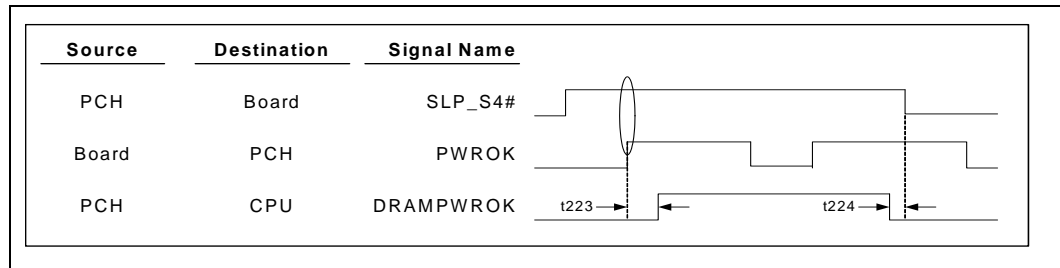 Source Destination Signal Name
PCH Board SLP_S4#
Board PCH PWROK
PCH CPU DRAMPWROK t223 t224